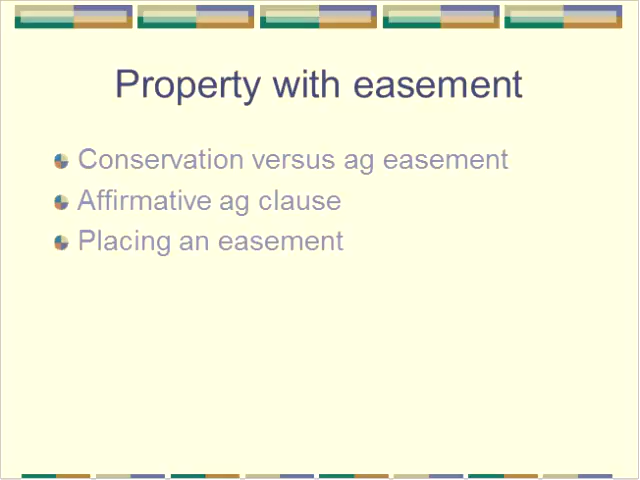 Property with easement
Conservation versus ag easement
Affirmative ag clause
Placing an easement